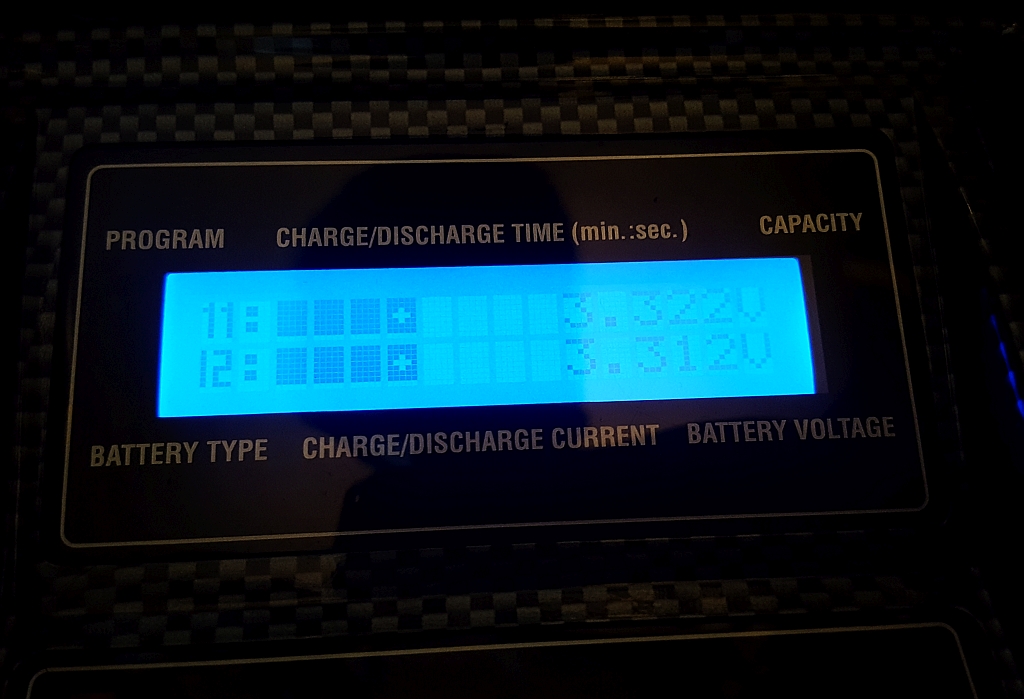 PROGRAM CHARGE/DISCHARGE TIME (min.:sec.) CAPACITY
11: 3.322V
12: 3.312V
BATTERY TYPE CHARGE/DISCHARGE CURRENT BATTERY VOLTAGE